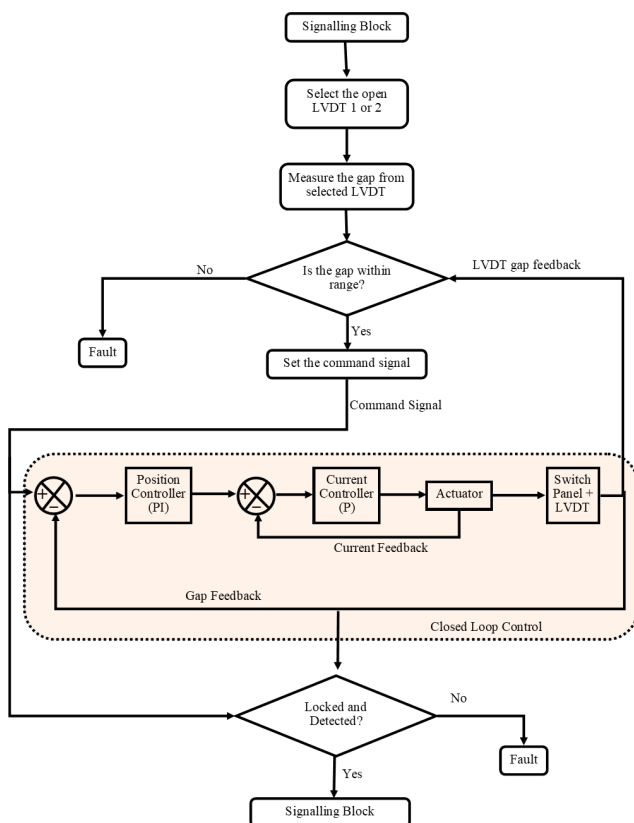 Signalling Block
Select the open
LVDT 1 or 2
Measure the gap from
selected LVDT
Is the gap within
range?
No
LVDT gap feedback
Fault
Yes
Set the command signal
Command Signal
+
−
Position
Controller
(PI)
+
−
Current
Controller
(P)
Actuator
Switch
Panel +
LVDT
Current Feedback
Gap Feedback
Closed Loop Control
Locked and
Detected?
No
Fault
Yes
Signalling Block